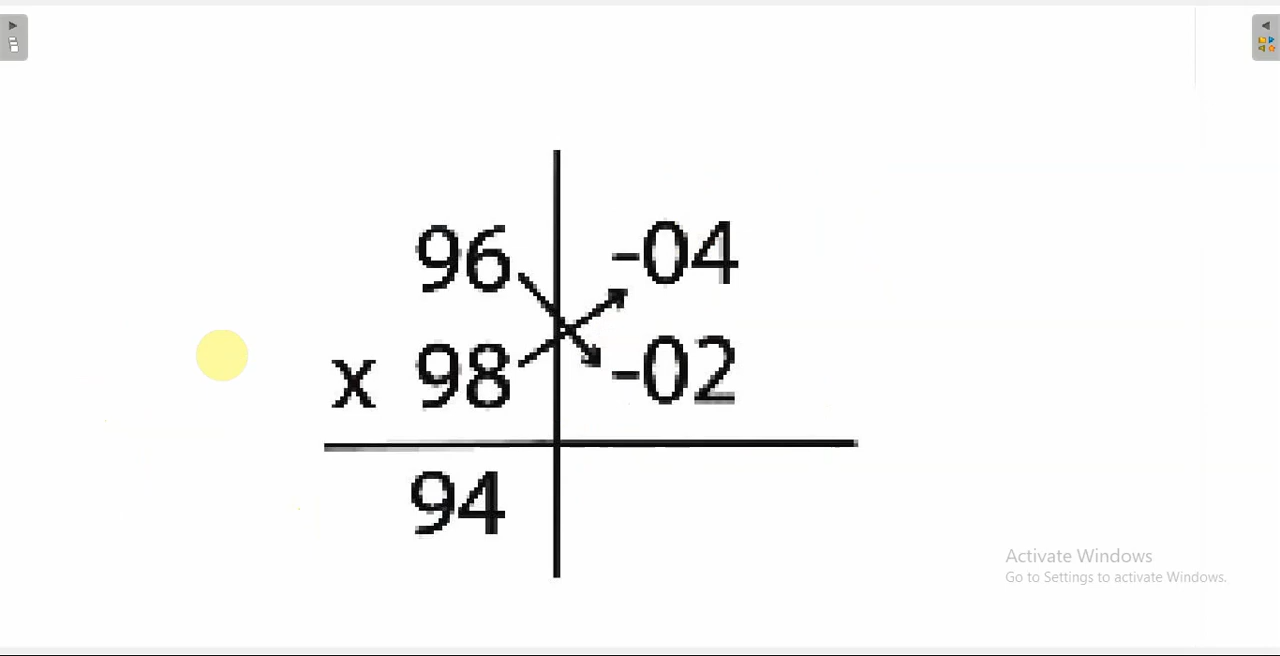 96 -04
x 98 -02
94
Activate Windows
Go to Settings to activate Windows.